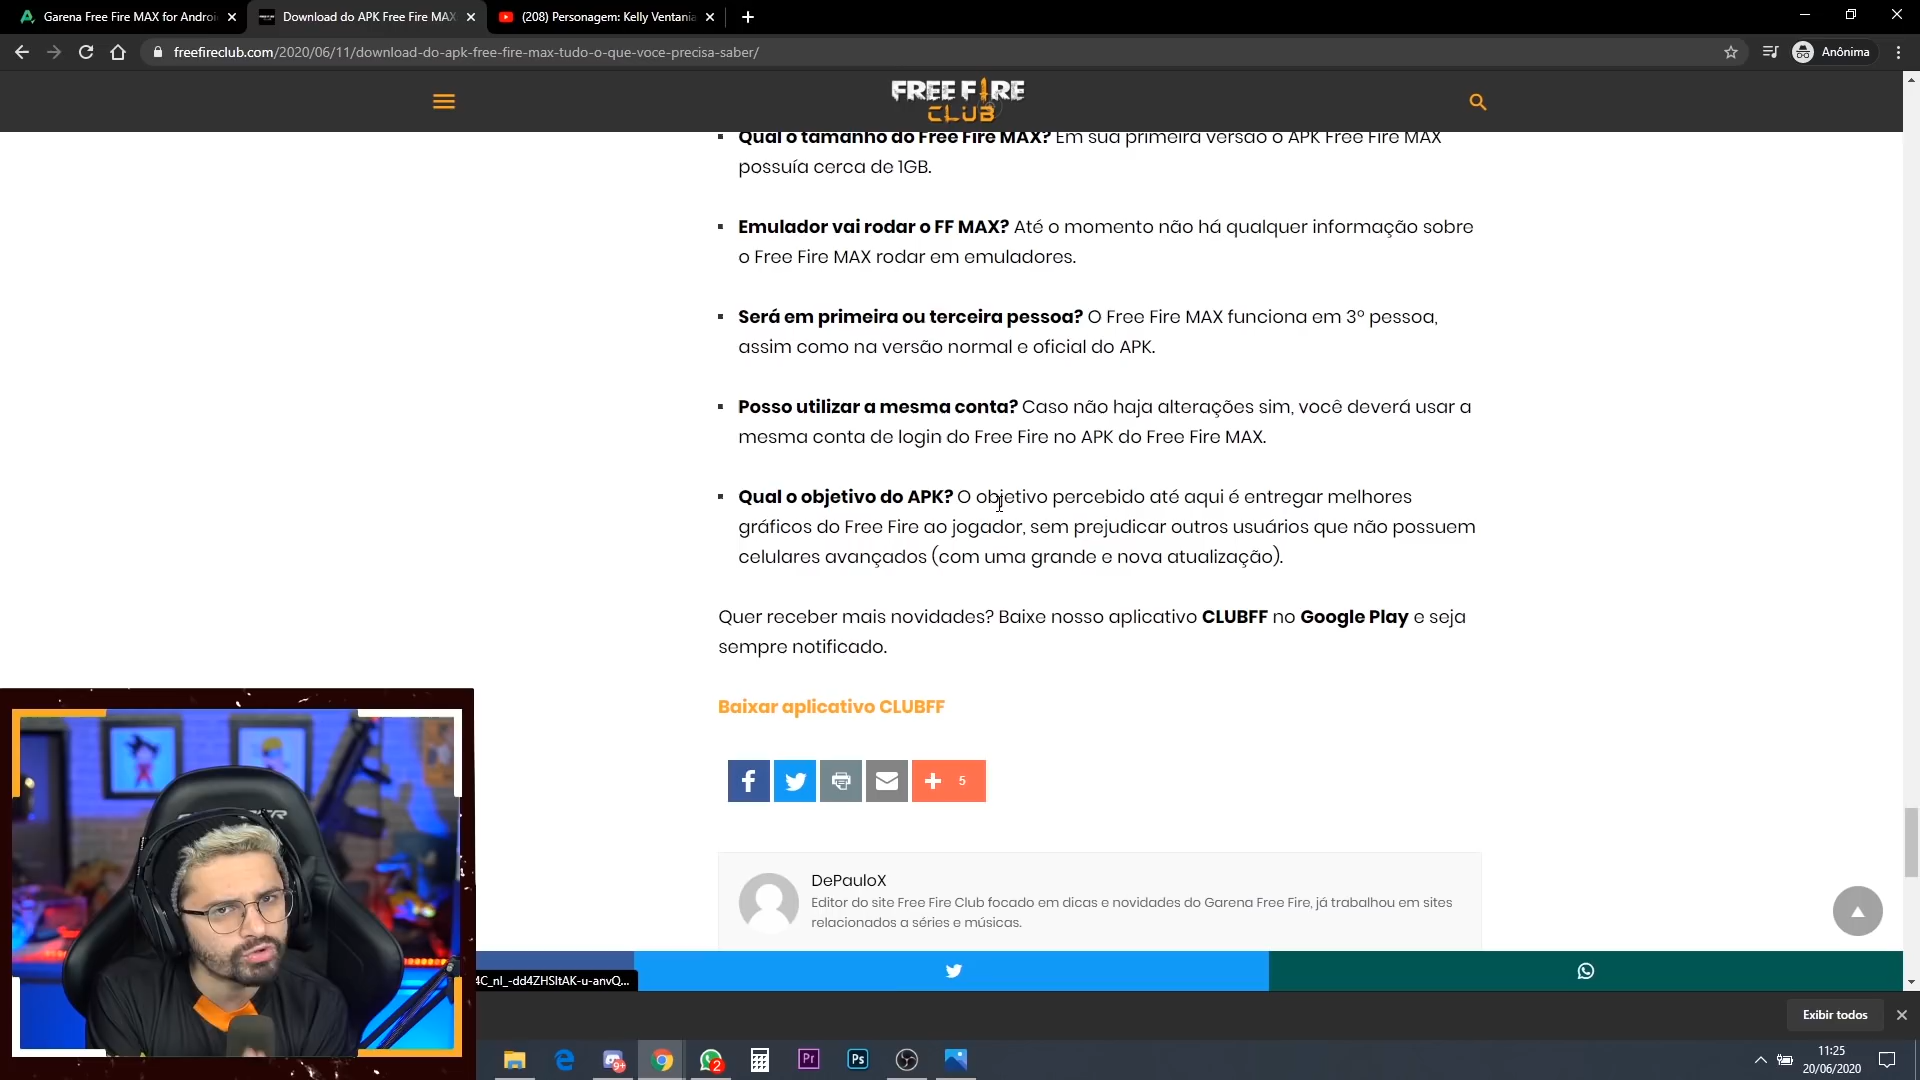 Garena Free Fire MAX for Androi
Download do APK Free Fire MAX
(208) Personagem: Kelly Ventania
freefireclub.com/2020/06/11/download-do-apk-free-fire-max-tudo-o-que-voce-precisa-saber/
Anônima
FREE FIRE
CLUB
Qual o tamanho do Free Fire MAX? Em sua primeira versão o APK Free Fire MAX
possuía cerca de 1GB.
Emulador vai rodar o FF MAX? Até o momento não há qualquer informação sobre
o Free Fire MAX rodar em emuladores.
Será em primeira ou terceira pessoa? O Free Fire MAX funciona em 3º pessoa,
assim como na versão normal e oficial do APK.
Posso utilizar a mesma conta? Caso não haja alterações sim, você deverá usar a
mesma conta de login do Free Fire no APK do Free Fire MAX.
Qual o objetivo do APK? O objetivo percebido até aqui é entregar melhores
gráficos do Free Fire ao jogador, sem prejudicar outros usuários que não possuem
celulares avançados (com uma grande e nova atualização).
Quer receber mais novidades? Baixe nosso aplicativo CLUBFF no Google Play e seja
sempre notificado.
Baixar aplicativo CLUBFF
5
DePauloX
Editor do site Free Fire Club focado em dicas e novidades do Garena Free Fire, já trabalhou em sites
relacionados a séries e músicas.
4C_nl_-dd4ZHSltAK-u-anvQ...
Exibir todos
9+
2
Pr
Ps
11:25
20/06/2020